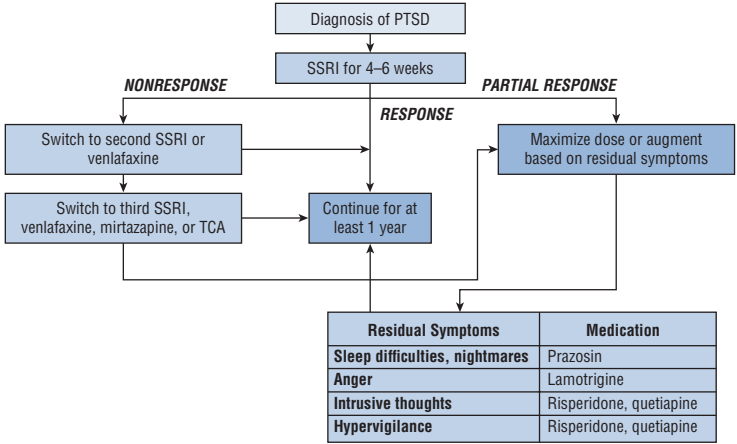 Diagnosis of PTSD
SSRI for 4–6 weeks
NONRESPONSE
PARTIAL RESPONSE
RESPONSE
Switch to second SSRI or
venlafaxine
Maximize dose or augment
based on residual symptoms
Switch to third SSRI,
venlafaxine, mirtazapine, or TCA
Continue for at
least 1 year
Residual Symptoms Medication
Sleep difficulties, nightmares Prazosin
Anger Lamotrigine
Intrusive thoughts Risperidone, quetiapine
Hypervigilance Risperidone, quetiapine